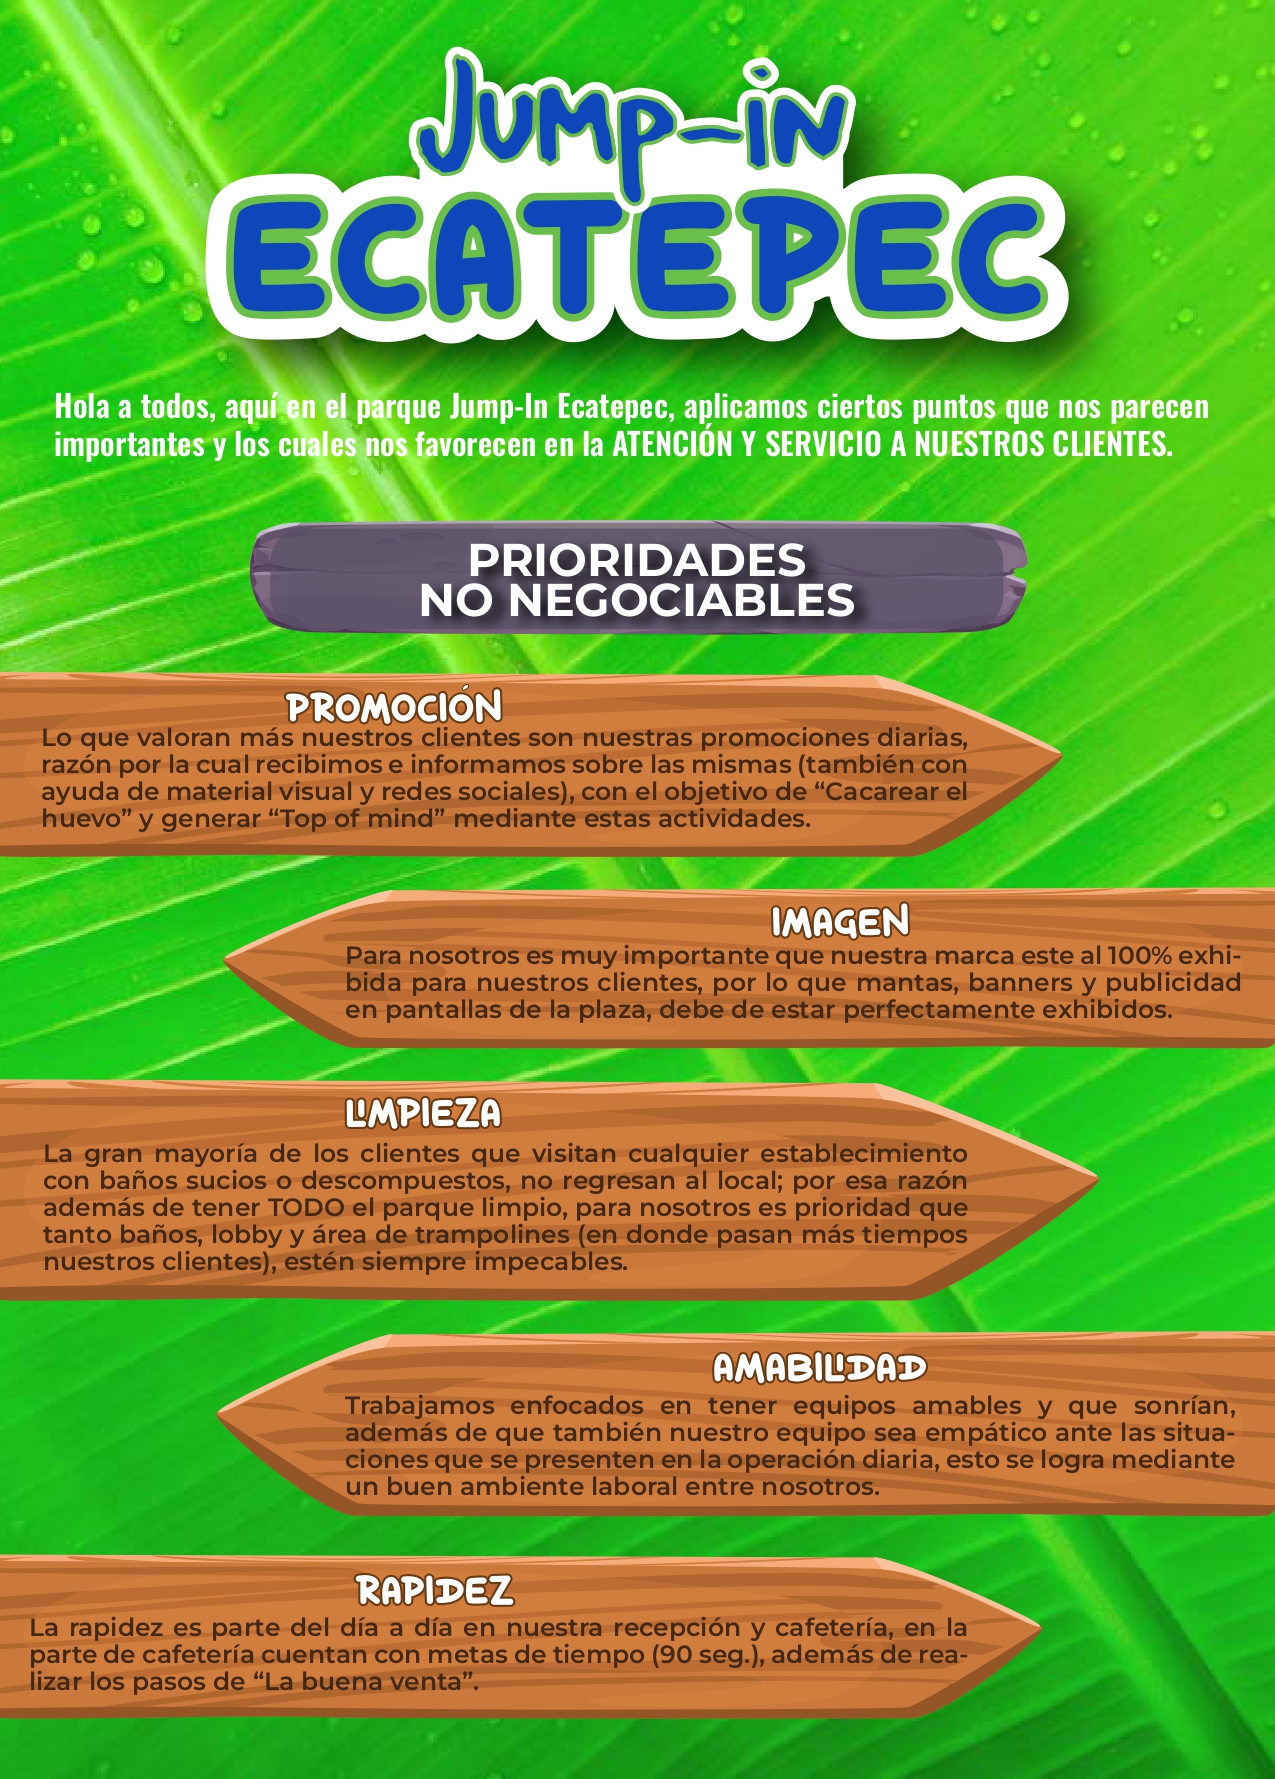 Jump-in
ECATEPEC
Hola a todos, aquí en el parque Jump-In Ecatepec, aplicamos ciertos puntos que nos parecen
importantes y los cuales nos favorecen en la ATENCIÓN Y SERVICIO A NUESTROS CLIENTES.
PRIORIDADES
NO NEGOCIABLES
PROMOCIÓN
Lo que valoran más nuestros clientes son nuestras promociones diarias,
razón por la cual recibimos e informamos sobre las mismas (también con
ayuda de material visual y redes sociales), con el objetivo de “Cacarear el
huevo” y generar “Top of mind” mediante estas actividades.
IMAGEN
Para nosotros es muy importante que nuestra marca este al 100% exhi-
bida para nuestros clientes, por lo que mantas, banners y publicidad
en pantallas de la plaza, debe de estar perfectamente exhibidos.
LIMPIEZA
La gran mayoría de los clientes que visitan cualquier establecimiento
con baños sucios o descompuestos, no regresan al local; por esa razón
además de tener TODO el parque limpio, para nosotros es prioridad que
tanto baños, lobby y área de trampolines (en donde pasan más tiempos
nuestros clientes), estén siempre impecables.
AMABILIDAD
Trabajamos enfocados en tener equipos amables y que sonrían,
además de que también nuestro equipo sea empático ante las situa-
ciones que se presenten en la operación diaria, esto se logra mediante
un buen ambiente laboral entre nosotros.
RAPIDEZ
La rapidez es parte del día a día en nuestra recepción y cafetería, en la
parte de cafetería cuentan con metas de tiempo (90 seg.), además de rea-
lizar los pasos de “La buena venta”.